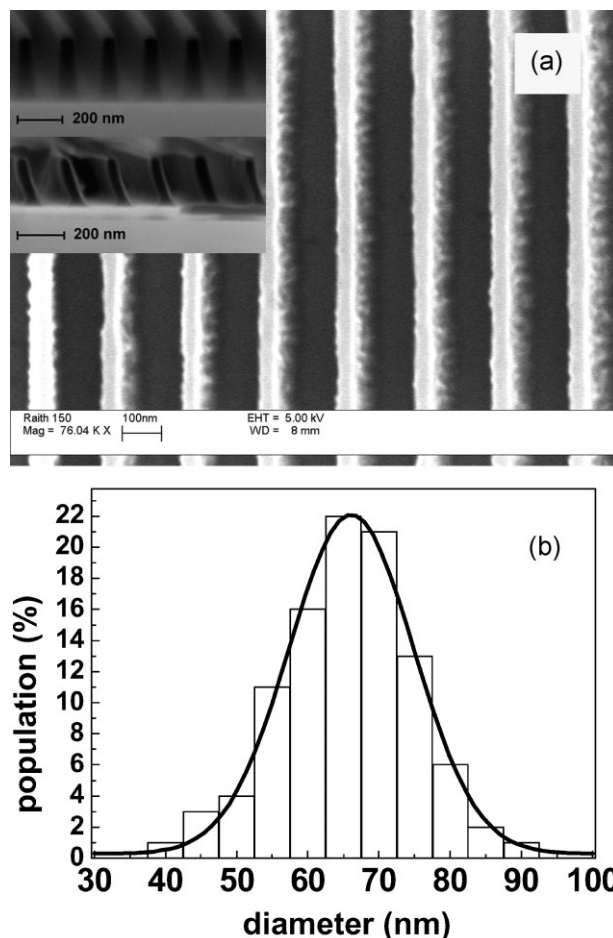 (a)
200 nm
200 nm
Raith 150 100nm EHT = 5.00 kV
Mag = 76.04 K X WD = 8 mm
(b)
population (%)
22
20
18
16
14
12
10
8
6
4
2
0
30 40 50 60 70 80 90 100
diameter (nm)